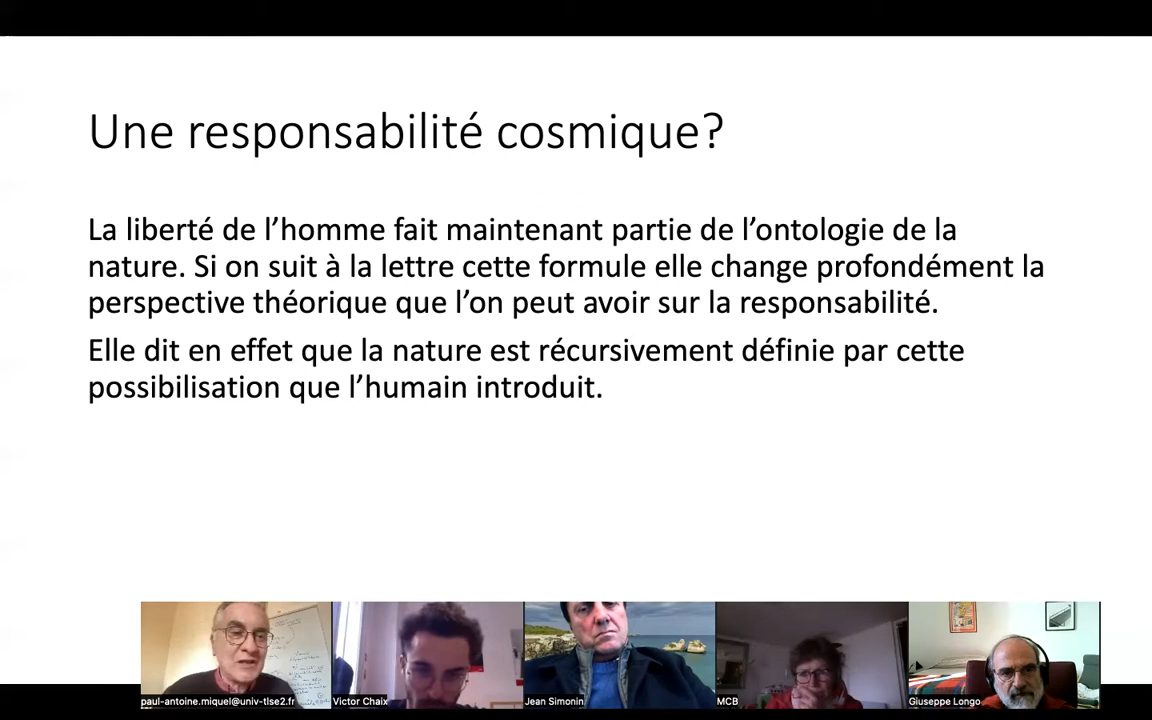 Une responsabilité cosmique?
La liberté de l’homme fait maintenant partie de l’ontologie de la
nature. Si on suit à la lettre cette formule elle change profondément la
perspective théorique que l’on peut avoir sur la responsabilité.
Elle dit en effet que la nature est récursivement définie par cette
possibilisation que l’humain introduit.
paul-antoine.miquel@univ-tlse2.fr
Victor Chaix
Jean Simonin
MCB
Giuseppe Longo